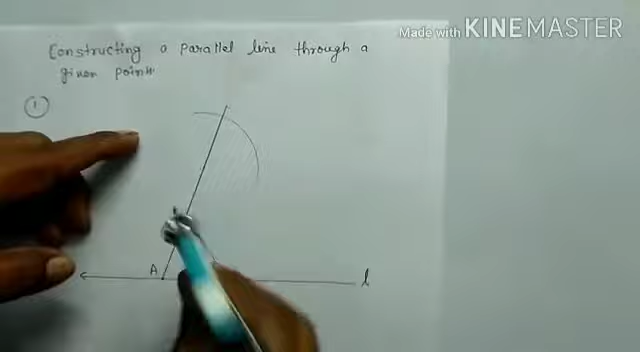 Made with KINEMASTER
Constructing a parallel line through a
given point
1
A
l